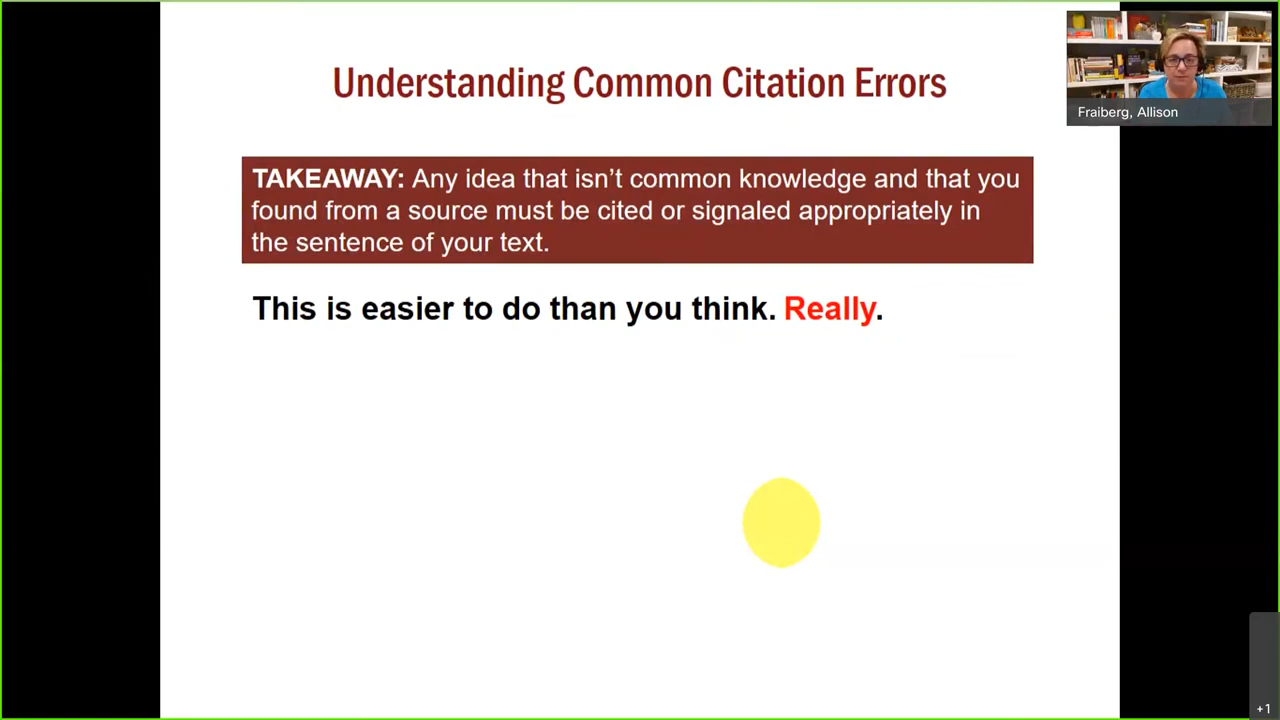 Understanding Common Citation Errors
Fraiberg, Allison
TAKEAWAY: Any idea that isn't common knowledge and that you
found from a source must be cited or signaled appropriately in
the sentence of your text.
This is easier to do than you think. Really.
+1